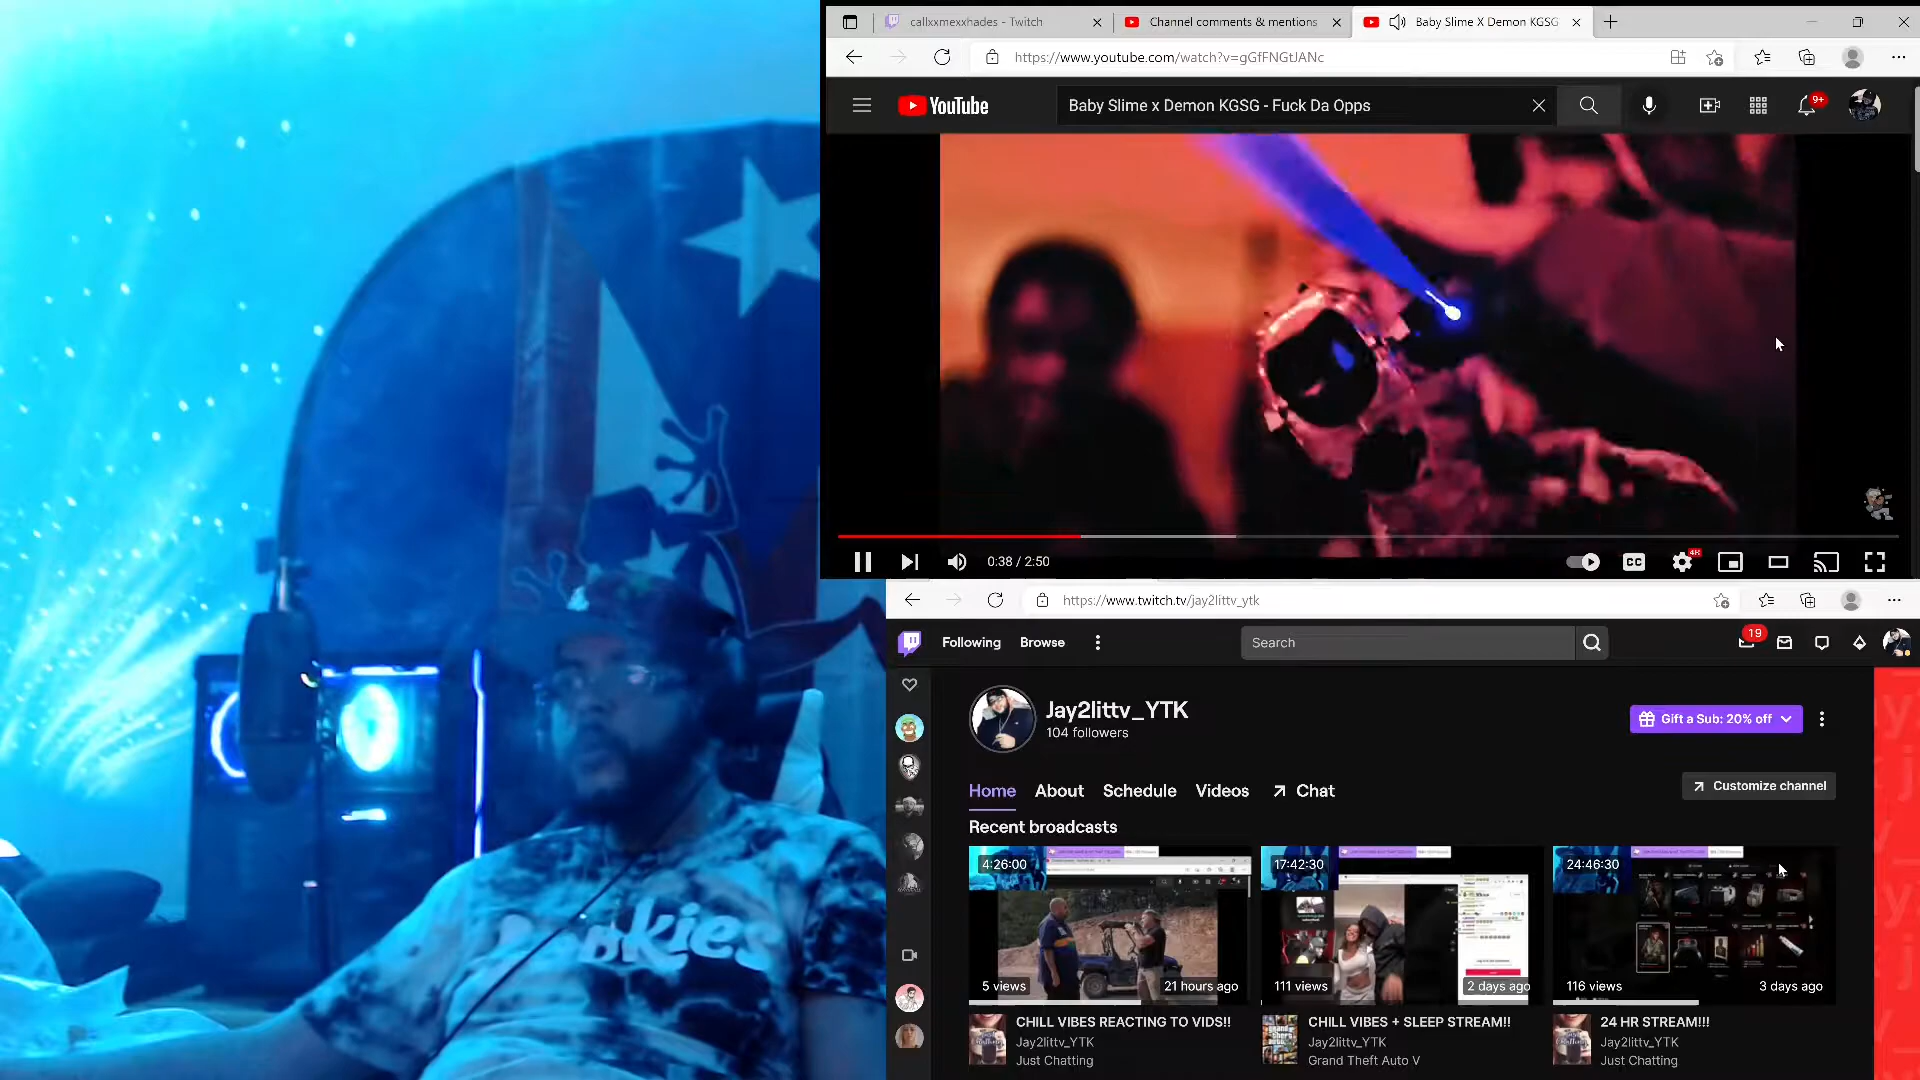 callxxmexxhades - Twitch
Channel comments & mentions
Baby Slime X Demon KGSG
https://www.youtube.com/watch?v=gGfFNGtJANc
YouTube
Baby Slime x Demon KGSG - Fuck Da Opps
9+
0:38 / 2:50
CC
4K
https://www.twitch.tv/jay2littv_ytk
Following
Browse
Search
19
Jay2littv_YTK
104 followers
Gift a Sub: 20% off
Home
About
Schedule
Videos
Chat
Customize channel
Recent broadcasts
4:26:00
17:42:30
24:46:30
5 views
21 hours ago
111 views
2 days ago
116 views
3 days ago
CHILL VIBES REACTING TO VIDS!!
Jay2littv_YTK
Just Chatting
CHILL VIBES + SLEEP STREAM!!
Jay2littv_YTK
Grand Theft Auto V
24 HR STREAM!!!
Jay2littv_YTK
Just Chatting
Cookies